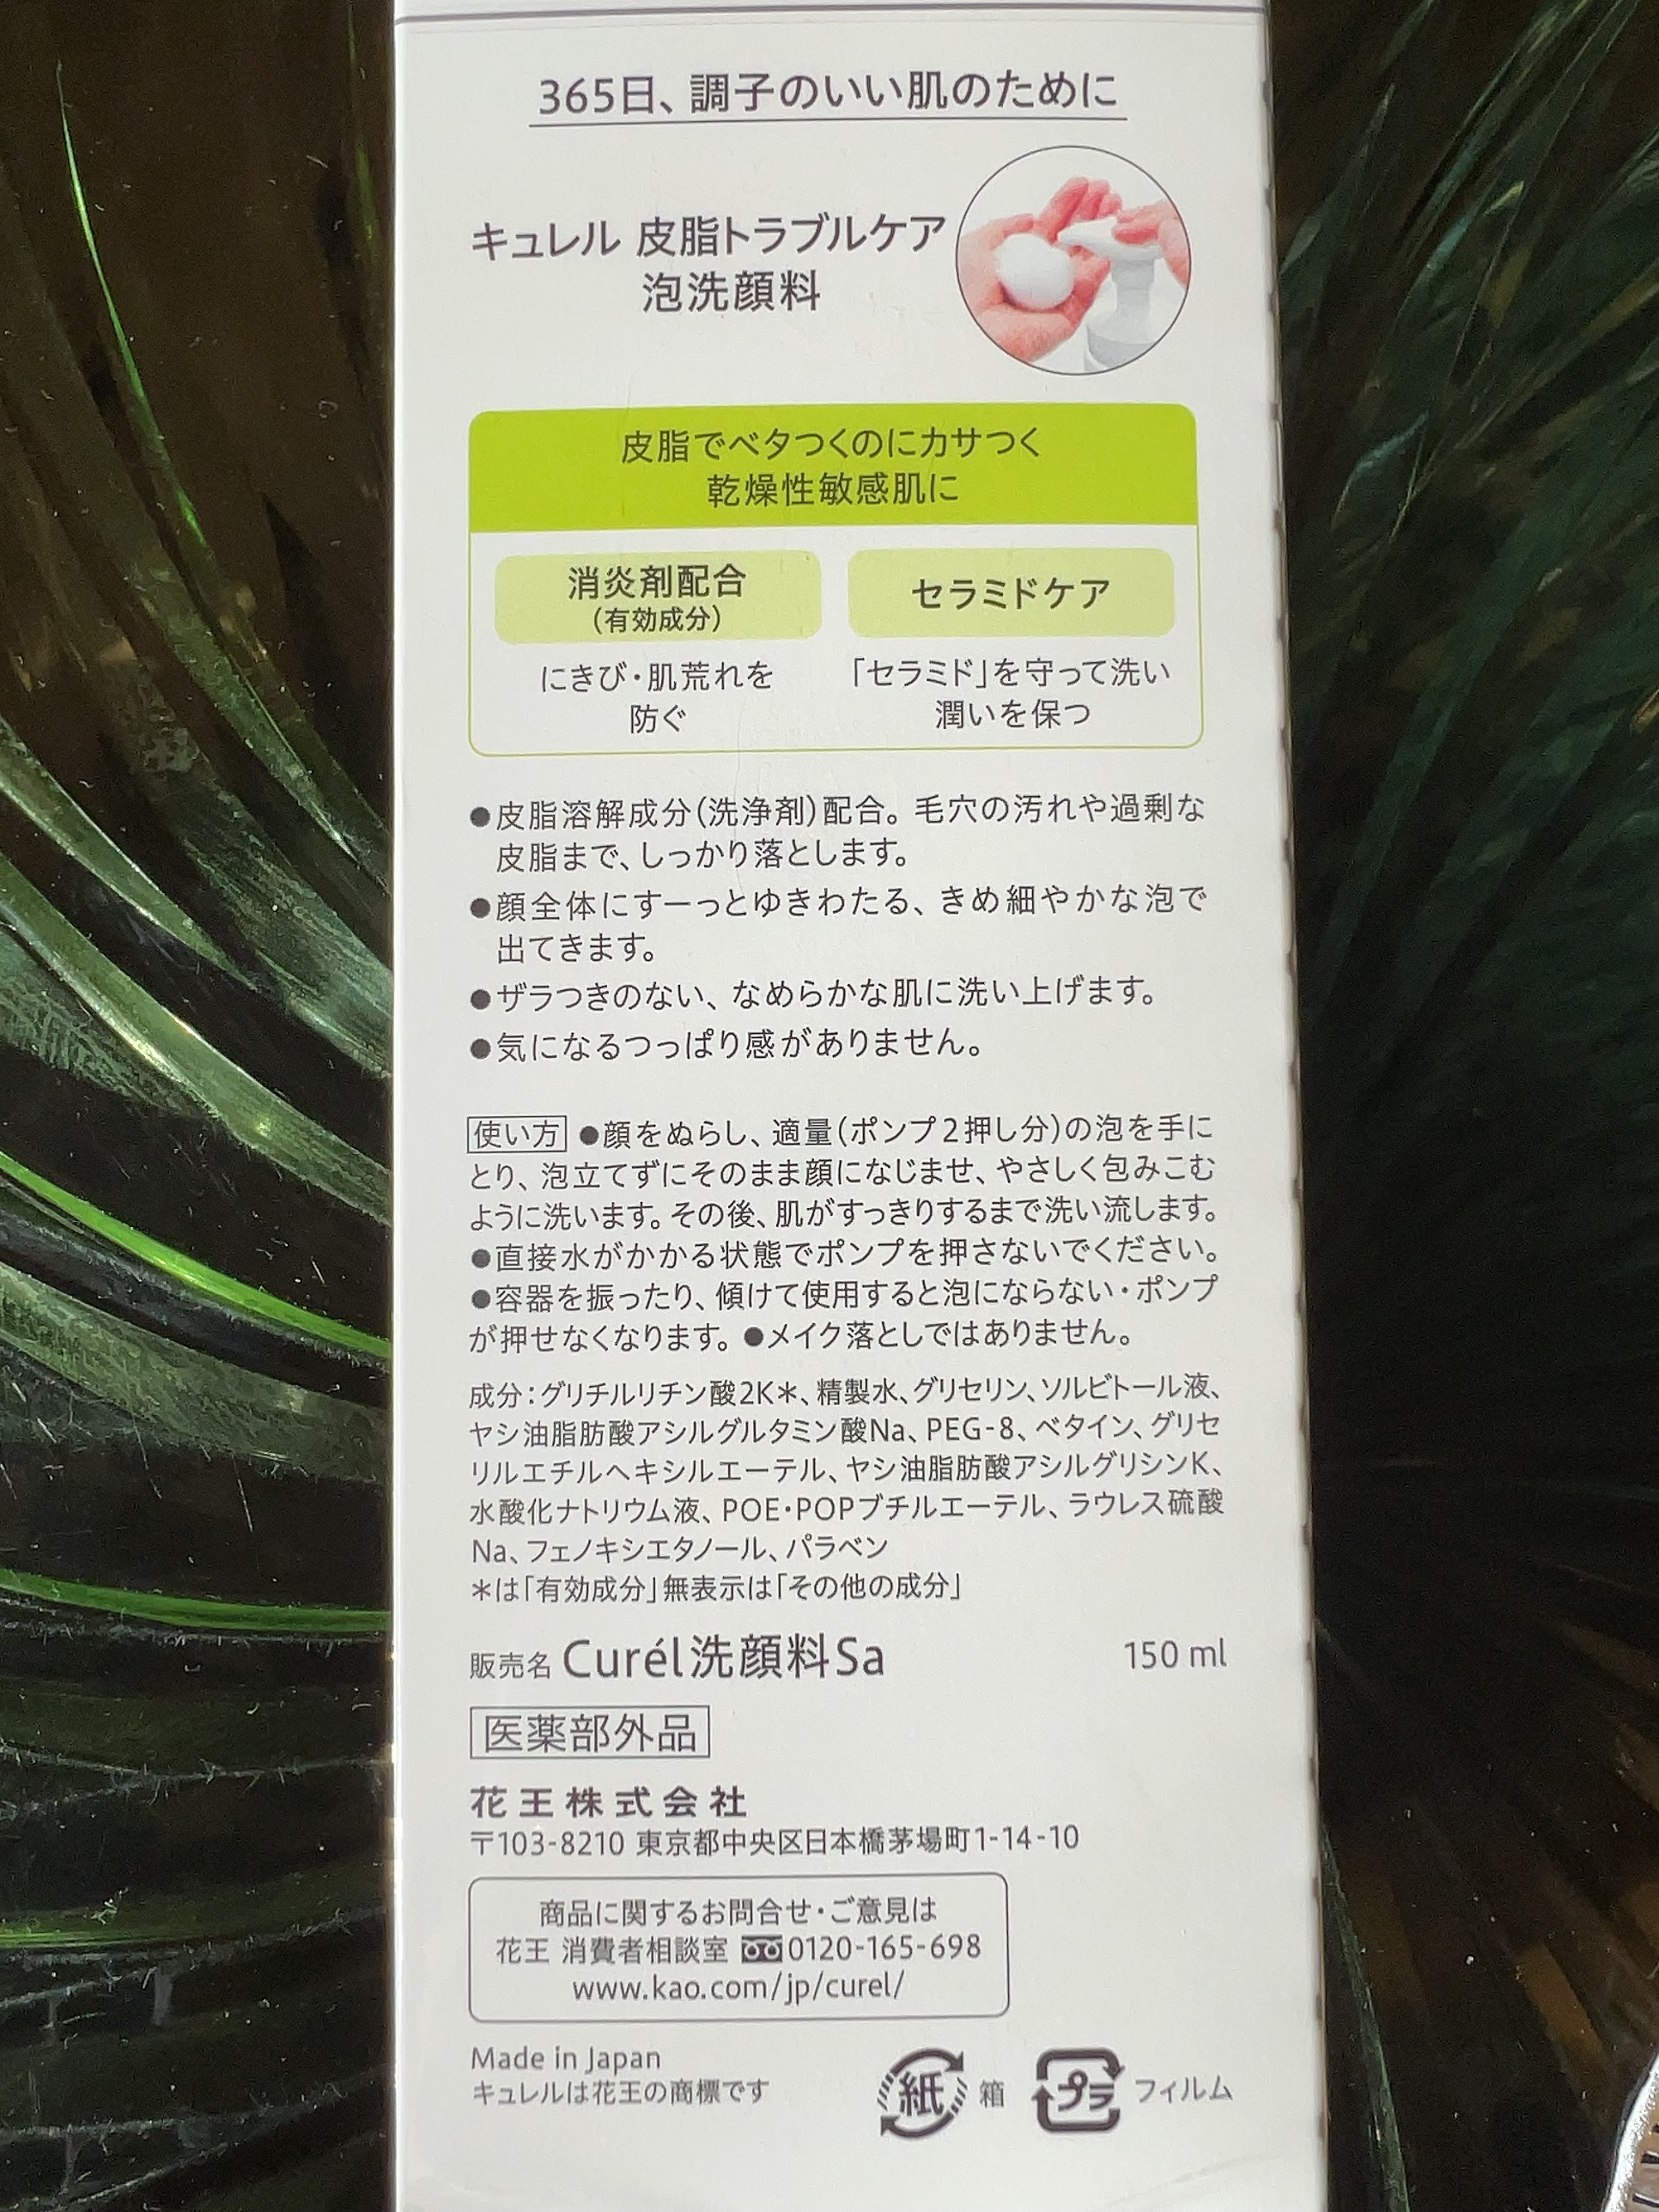 365日、調子のいい肌のために
キュレル 皮脂トラブルケア
泡洗顔料
皮脂でベタつくのにカサつく
乾燥性敏感肌に
消炎剤配合
(有効成分)
にきび・肌荒れを
防ぐ
セラミドケア
「セラミド」を守って洗い
潤いを保つ
●皮脂溶解成分(洗浄剤)配合。毛穴の汚れや過剰な
皮脂まで、しっかり落とします。
●顔全体にすーっとゆきわたる、きめ細やかな泡で
出てきます。
●ザラつきのない、なめらかな肌に洗い上げます。
●気になるつっぱり感がありません。
使い方 ●顔をぬらし、適量(ポンプ2押し分)の泡を手に
とり、泡立てずにそのまま顔になじませ、やさしく包みこむ
ように洗います。その後、肌がすっきりするまで洗い流します。
●直接水がかかる状態でポンプを押さないでください。
●容器を振ったり、傾けて使用すると泡にならない・ポンプ
が押せなくなります。●メイク落としではありません。
成分:グリチルリチン酸2K＊、精製水、グリセリン、ソルビトール液、
ヤシ油脂肪酸アシルグルタミン酸Na、PEG-8、ベタイン、グリセ
リルエチルヘキシルエーテル、ヤシ油脂肪酸アシルグリシンK、
水酸化ナトリウム液、POE・POPブチルエーテル、ラウレス硫酸
Na、フェノキシエタノール、パラベン
＊は「有効成分」無表示は「その他の成分」
販売名 Curél洗顔料Sa 150 ml
医薬部外品
花王株式会社
〒103-8210 東京都中央区日本橋茅場町1-14-10
商品に関するお問合せ・ご意見は
花王 消費者相談室 0120-165-698
www.kao.com/jp/curel/
Made in Japan
キュレルは花王の商標です
紙 箱 プラ フィルム